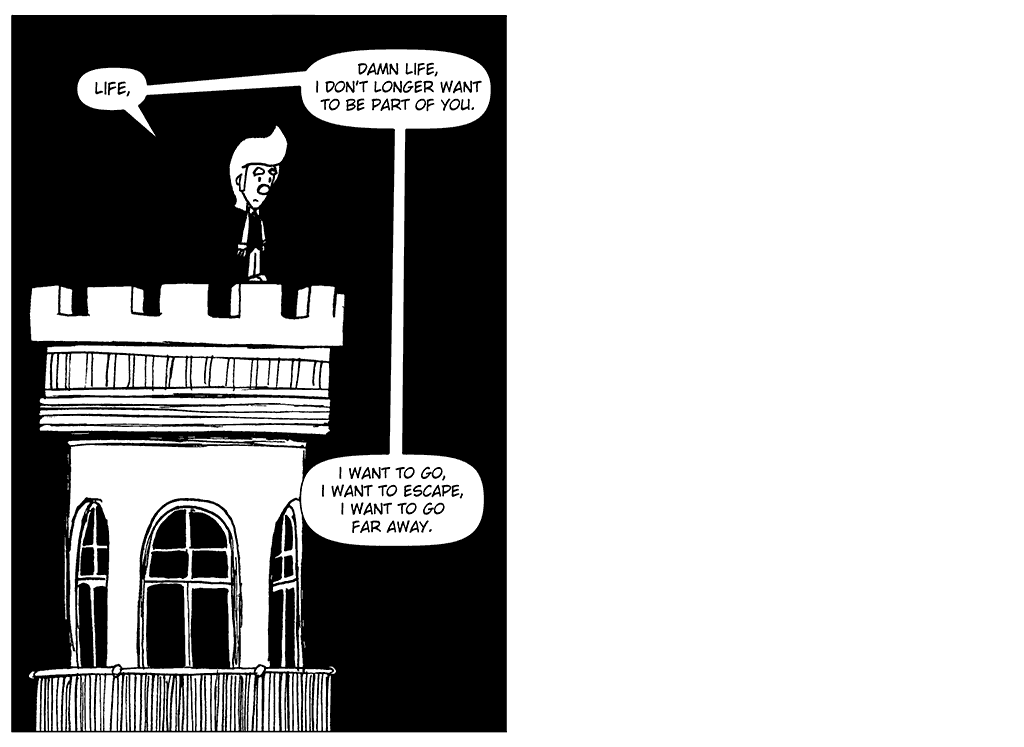 LIFE,
DAMN LIFE,
I DON'T LONGER WANT
TO BE PART OF YOU.
I WANT TO GO,
I WANT TO ESCAPE,
I WANT TO GO
FAR AWAY.